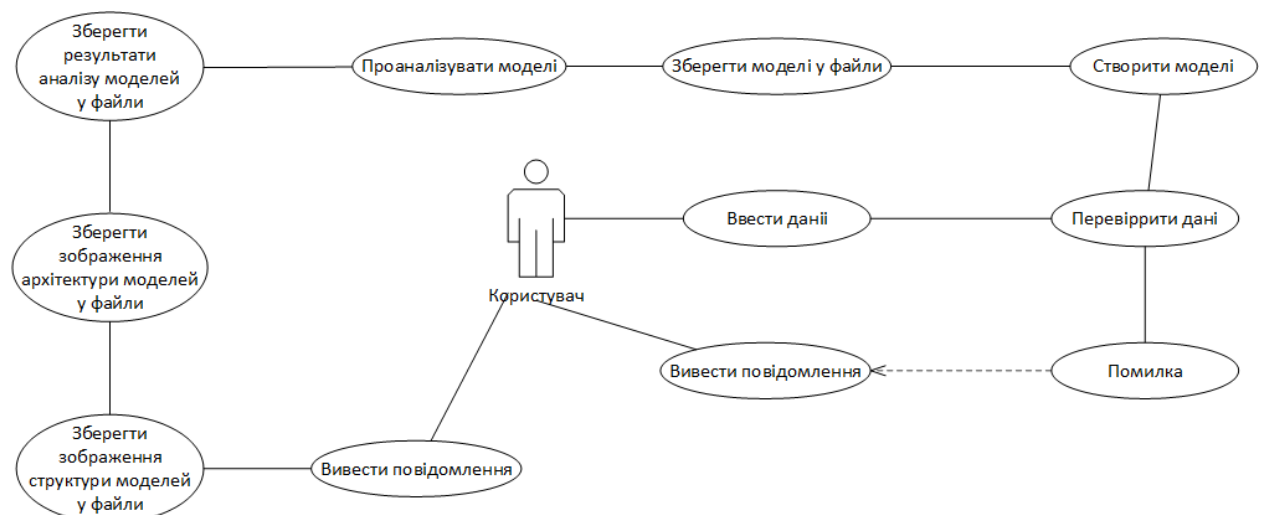 Зберегти
результати
аналізу моделей
у файли
Проаналізувати моделі
Зберегти моделі у файли
Створити моделі
Ввести даніі
Перевіррити дані
Зберегти
зображення
архітектури моделей
у файли
Користувач
Вивести повідомлення
Помилка
Зберегти
зображення
структури моделей
у файли
Вивести повідомлення